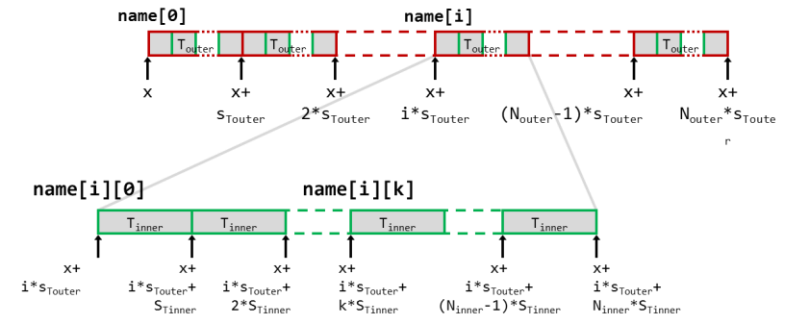 name[0] name[i]
Touter Touter Touter Touter
x x+ x+ x+ x+ x+
sTouter 2*sTouter i*sTouter (Nouter-1)*sTouter Nouter*sToute
r
name[i][0] name[i][k]
Tinner Tinner Tinner Tinner
x+ x+ x+ x+ x+ x+
i*sTouter i*sTouter+ i*sTouter+ i*sTouter+ i*sTouter+ i*sTouter+
STinner 2*STinner k*STinner (Ninner-1)*STinner Ninner*STinner